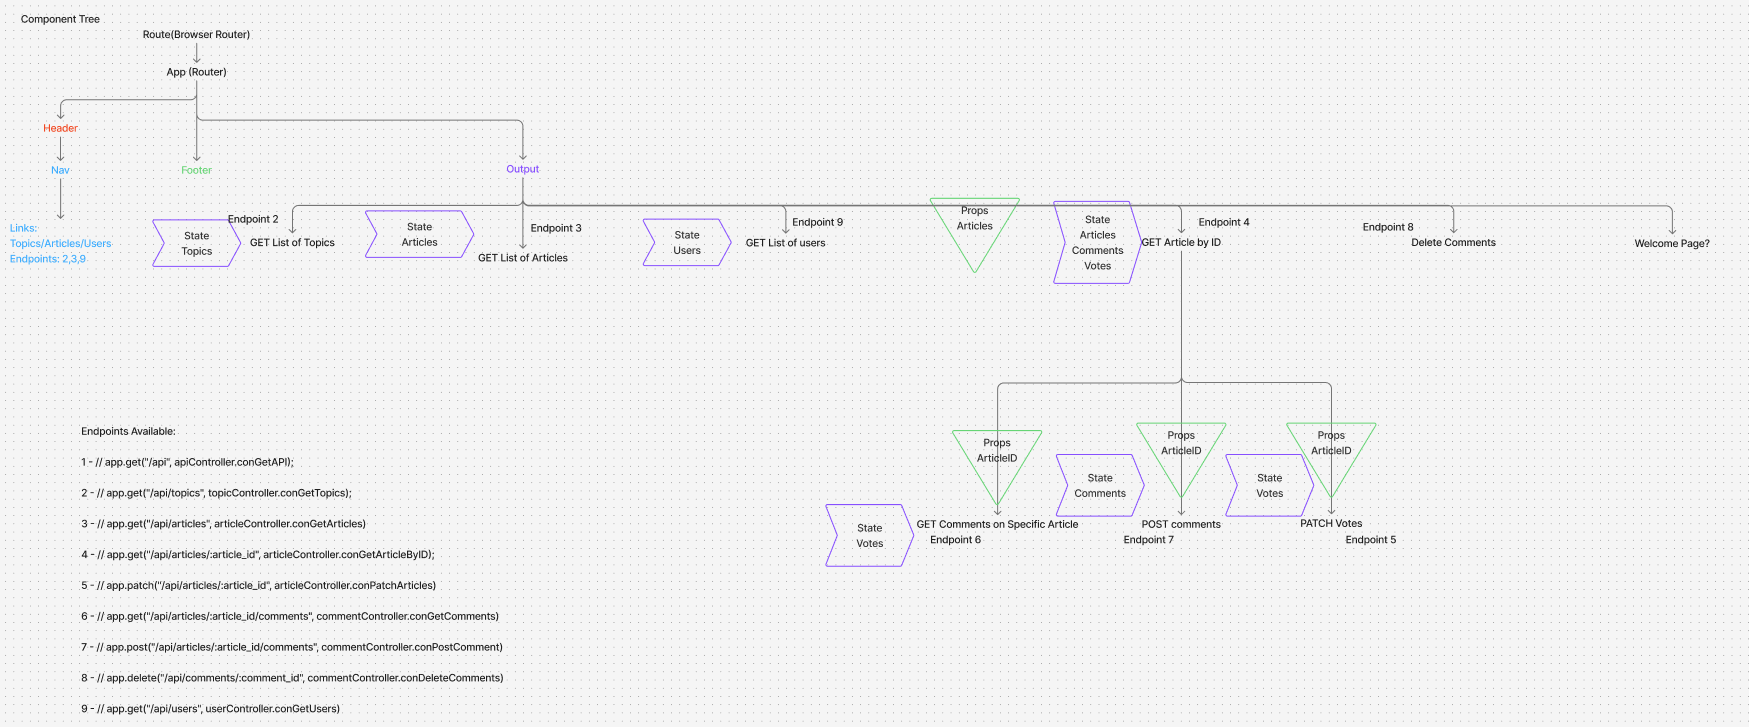 Component Tree
Route(Browser Router)
App (Router)
Header
Nav
Footer
Output
Links:
Topics/Articles/Users
Endpoints: 2,3,9
State
Topics
Endpoint 2
GET List of Topics
State
Articles
Endpoint 3
GET List of Articles
State
Users
Endpoint 9
GET List of users
Props
Articles
State
Articles
Comments
Votes
Endpoint 4
GET Article by ID
Endpoint 8
Delete Comments
Welcome Page?
Props
ArticleID
State
Votes
GET Comments on Specific Article
Endpoint 6
State
Comments
Props
ArticleID
POST comments
Endpoint 7
State
Votes
Props
ArticleID
PATCH Votes
Endpoint 5
Endpoints Available:
1 - // app.get("/api", apiController.conGetAPI);
2 - // app.get("/api/topics", topicController.conGetTopics);
3 - // app.get("/api/articles", articleController.conGetArticles)
4 - // app.get("/api/articles/:article_id", articleController.conGetArticleByID);
5 - // app.patch("/api/articles/:article_id", articleController.conPatchArticles)
6 - // app.get("/api/articles/:article_id/comments", commentController.conGetComments)
7 - // app.post("/api/articles/:article_id/comments", commentController.conPostComment)
8 - // app.delete("/api/comments/:comment_id", commentController.conDeleteComments)
9 - // app.get("/api/users", userController.conGetUsers)